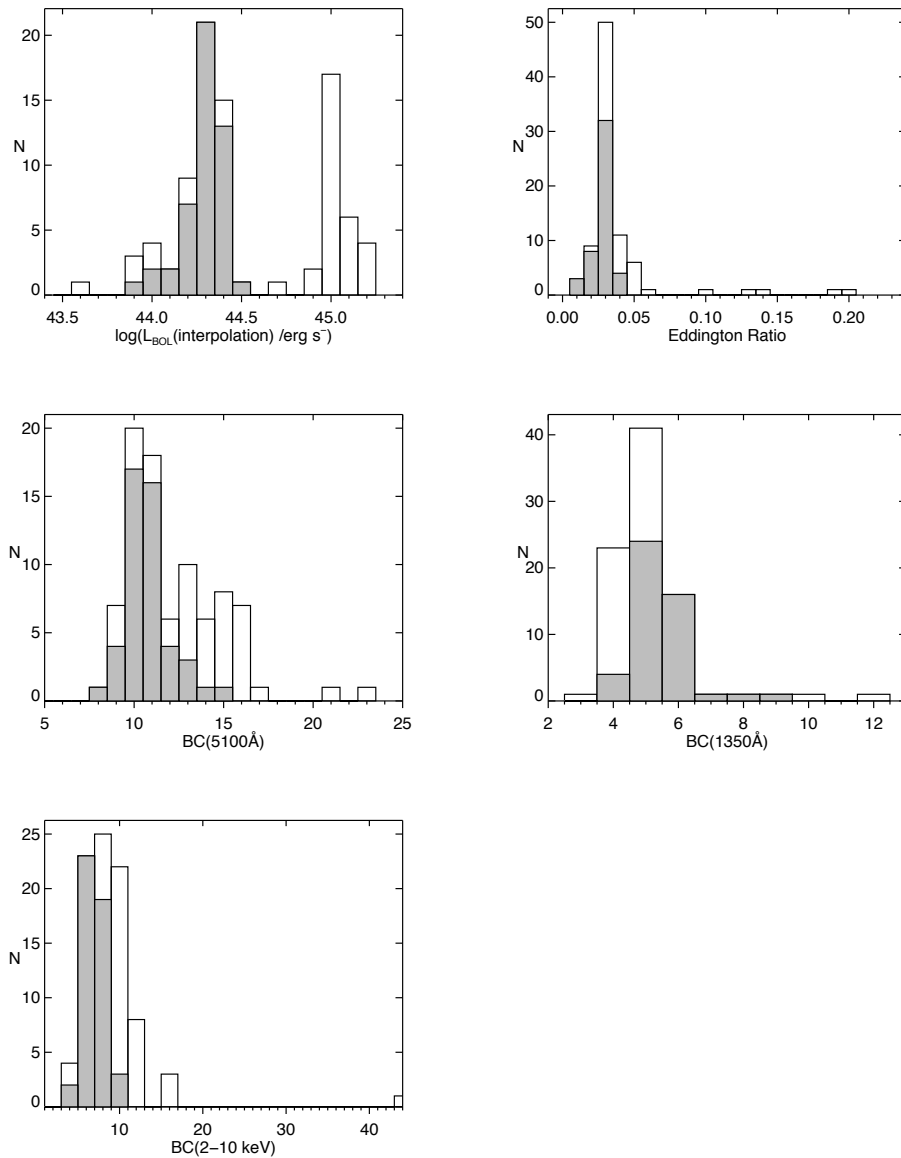 20
15
N
10
5
0
43.5 44.0 44.5 45.0
log(L_BOL(interpolation) /erg s⁻)
50
40
30
N
20
10
0
0.00 0.05 0.10 0.15 0.20
Eddington Ratio
20
15
N
10
5
0
5 10 15 20 25
BC(5100Å)
40
30
N
20
10
0
2 4 6 8 10 12
BC(1350Å)
25
20
15
N
10
5
0
10 20 30 40
BC(2−10 keV)